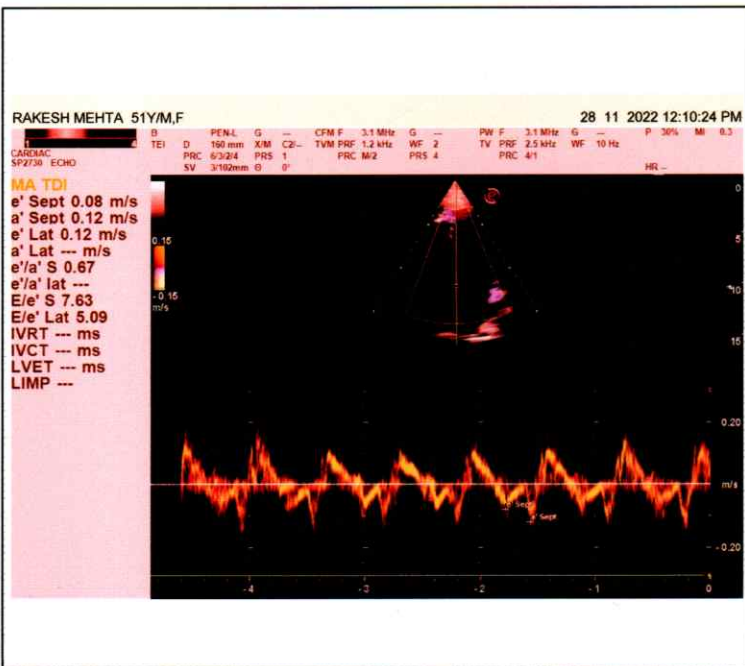 RAKESH MEHTA 51Y/M,F 28 11 2022 12:10:24 PM
1 4
CARDIAC
SP2730 ECHO
B PEN-L G --- CFM F 3.1 MHz G --- PW F 3.1 MHz G --- P 30% MI 0.3
TEI D 160 mm X/M C2/-- TVM PRF 1.2 kHz WF 2 TV PRF 2.5 kHz WF 10 Hz
PRC 6/3/2/4 PRS 1 PRC M/2 PRS 4 PRC 4/1
SV 3/102mm Θ 0° HR --
MA TDI
e' Sept 0.08 m/s
a' Sept 0.12 m/s
e' Lat 0.12 m/s
a' Lat --- m/s
e'/a' S 0.67
e'/a' lat ---
E/e' S 7.63
E/e' Lat 5.09
IVRT --- ms
IVCT --- ms
LVET --- ms
LIMP ---
0.15
- 0.15
m/s
0
5
10
15
0.20
m/s
- 0.20
e' Sept
a' Sept
s
-4 -3 -2 -1 0